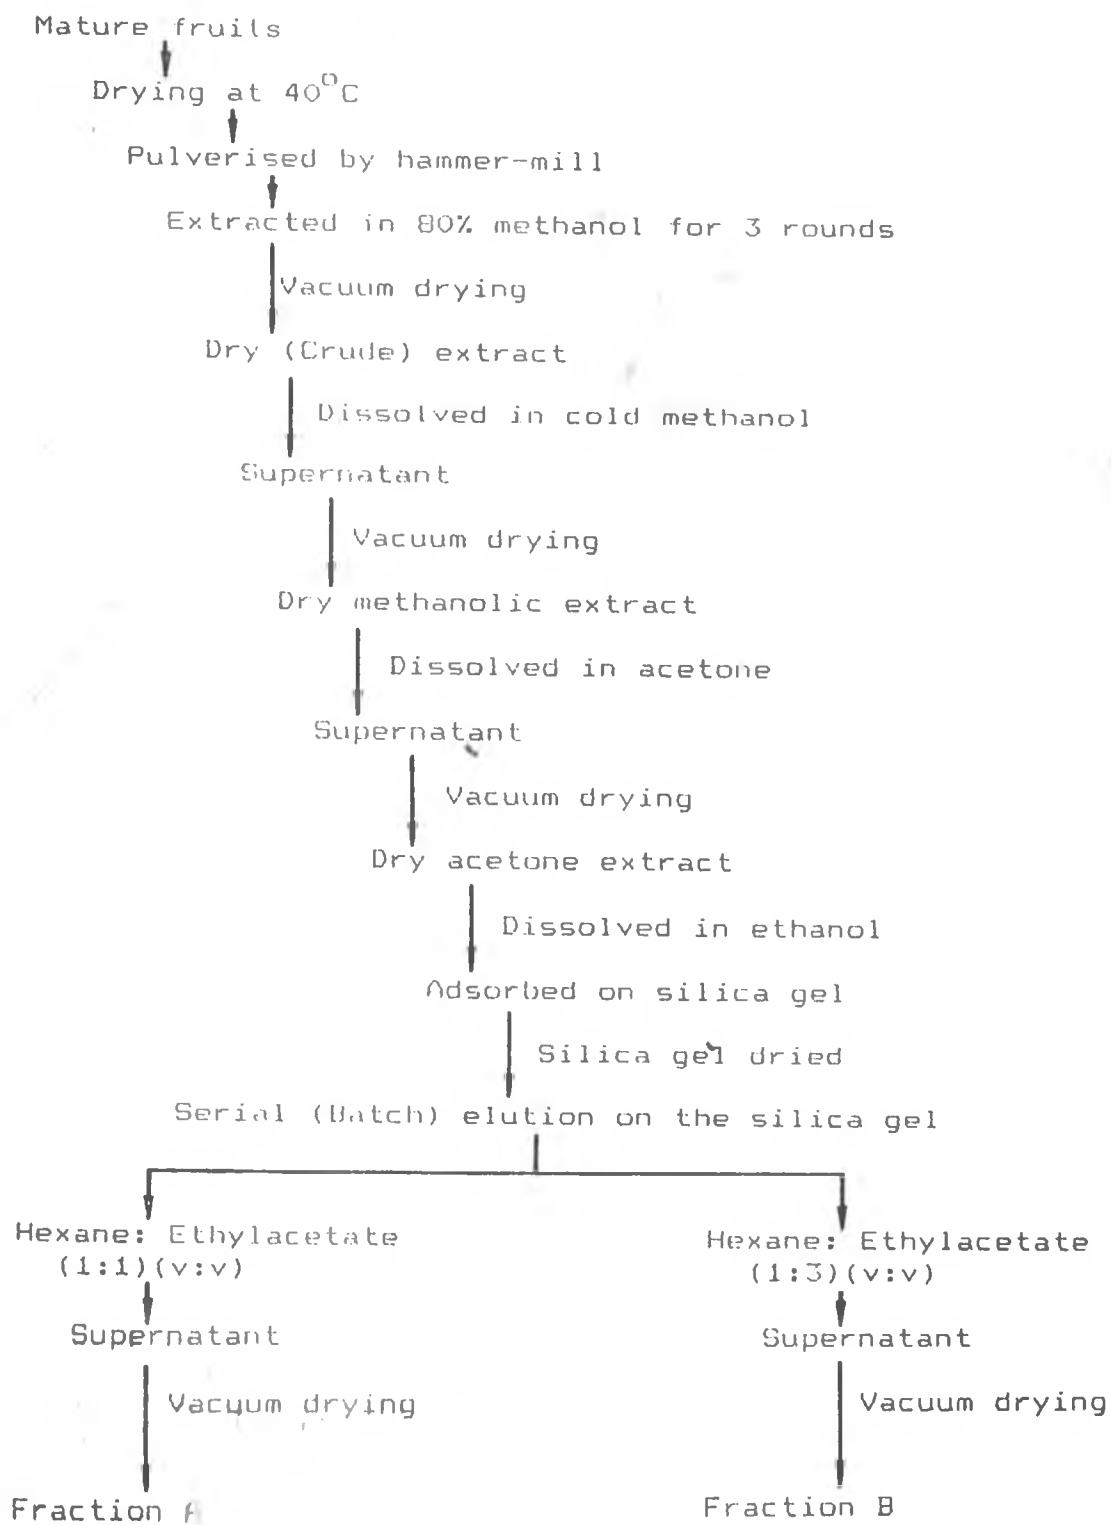 Mature fruits
Drying at 40°C
Pulverised by hammer-mill
Extracted in 80% methanol for 3 rounds
Vacuum drying
Dry (Crude) extract
Dissolved in cold methanol
Supernatant
Vacuum drying
Dry methanolic extract
Dissolved in acetone
Supernatant
Vacuum drying
Dry acetone extract
Dissolved in ethanol
Adsorbed on silica gel
Silica gel dried
Serial (Batch) elution on the silica gel
Hexane: Ethylacetate
(1:1)(v:v)
Supernatant
Vacuum drying
Fraction A
Hexane: Ethylacetate
(1:3)(v:v)
Supernatant
Vacuum drying
Fraction B